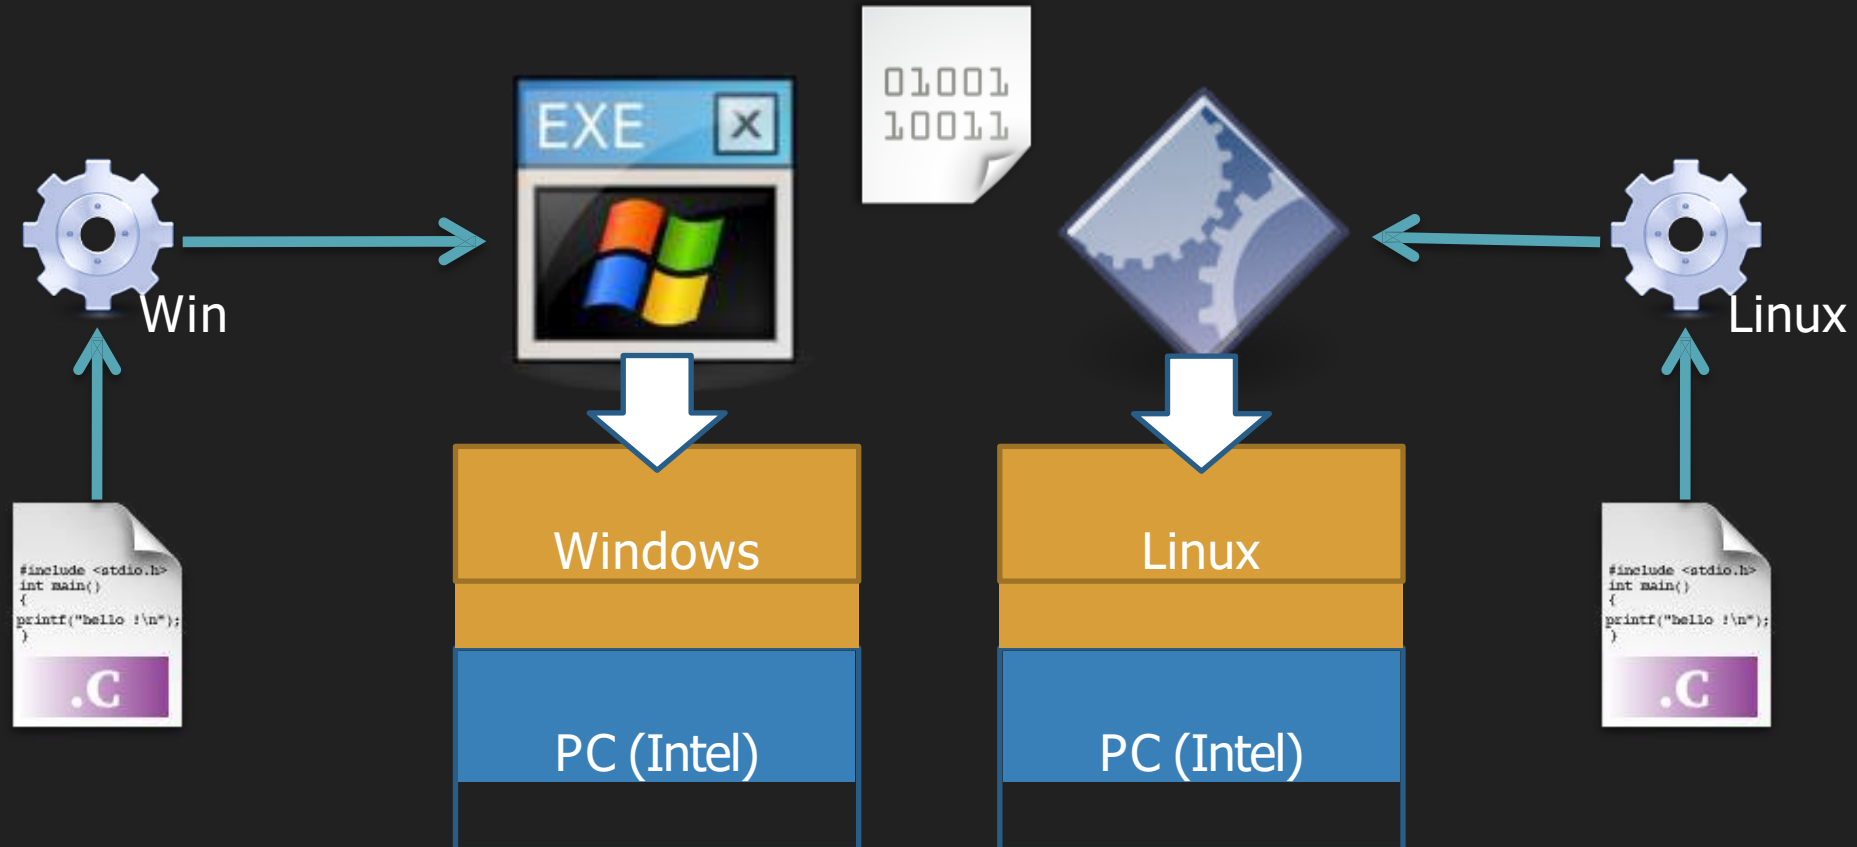 01001
10011
EXE
X
Win
Linux
#include <stdio.h>
int main()
{
printf("hello !\n");
}
.C
Windows
PC (Intel)
Linux
PC (Intel)
#include <stdio.h>
int main()
{
printf("hello !\n");
}
.C